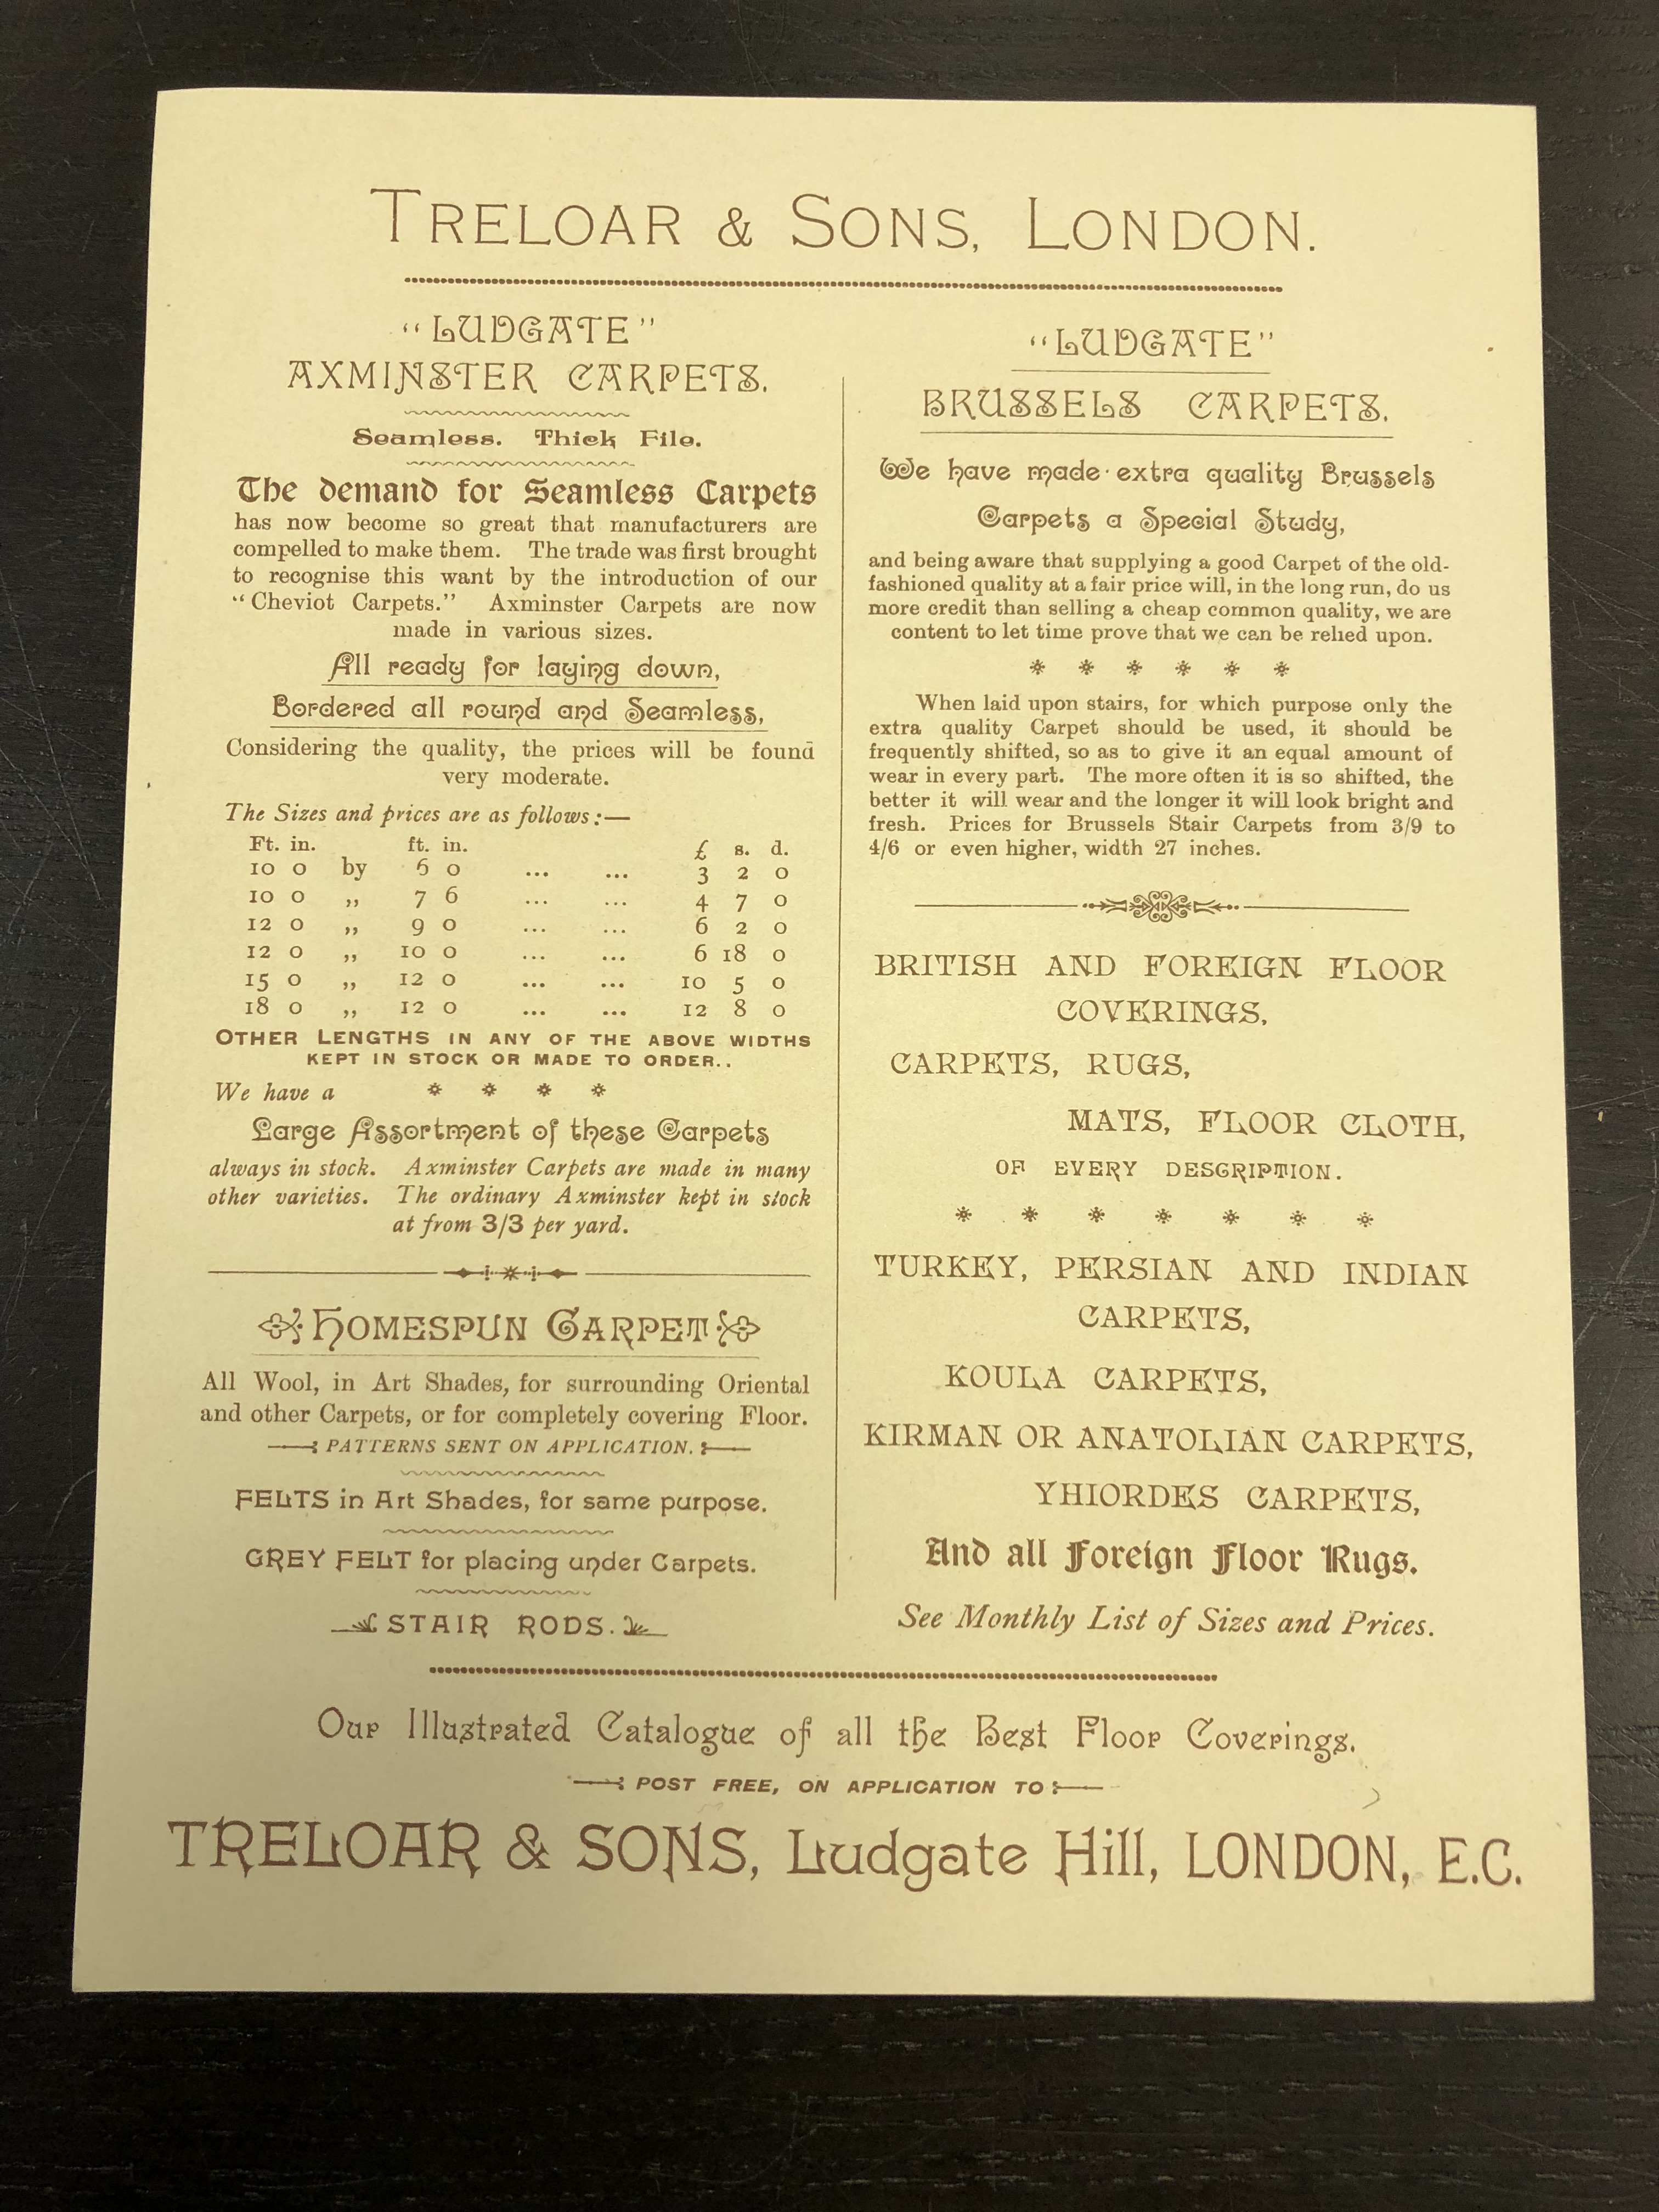 TRELOAR & SONS, LONDON.
"LUDGATE"
AXMINSTER CARPETS.
Seamless. Thick File.
The demand for Seamless Carpets
has now become so great that manufacturers are
compelled to make them. The trade was first brought
to recognise this want by the introduction of our
"Cheviot Carpets." Axminster Carpets are now
made in various sizes.
All ready for laying down,
Bordered all round and Seamless,
Considering the quality, the prices will be found
very moderate.
The Sizes and prices are as follows:—
Ft. in. ft. in. £ s. d.
10 0 by 6 0 ... ... 3 2 0
10 0 ,, 7 6 ... ... 4 7 0
12 0 ,, 9 0 ... ... 6 2 0
12 0 ,, 10 0 ... ... 6 18 0
15 0 ,, 12 0 ... ... 10 5 0
18 0 ,, 12 0 ... ... 12 8 0
OTHER LENGTHS IN ANY OF THE ABOVE WIDTHS
KEPT IN STOCK OR MADE TO ORDER..
We have a * * * *
Large Assortment of these Carpets
always in stock. Axminster Carpets are made in many
other varieties. The ordinary Axminster kept in stock
at from 3/3 per yard.
HOMESPUN CARPET
All Wool, in Art Shades, for surrounding Oriental
and other Carpets, or for completely covering Floor.
PATTERNS SENT ON APPLICATION.
FELTS in Art Shades, for same purpose.
GREY FELT for placing under Carpets.
STAIR RODS.
"LUDGATE"
BRUSSELS CARPETS.
We have made extra quality Brussels
Carpets a Special Study,
and being aware that supplying a good Carpet of the old-
fashioned quality at a fair price will, in the long run, do us
more credit than selling a cheap common quality, we are
content to let time prove that we can be relied upon.
* * * * * *
When laid upon stairs, for which purpose only the
extra quality Carpet should be used, it should be
frequently shifted, so as to give it an equal amount of
wear in every part. The more often it is so shifted, the
better it will wear and the longer it will look bright and
fresh. Prices for Brussels Stair Carpets from 3/9 to
4/6 or even higher, width 27 inches.
BRITISH AND FOREIGN FLOOR
COVERINGS,
CARPETS, RUGS,
MATS, FLOOR CLOTH,
OF EVERY DESCRIPTION.
* * * * * * *
TURKEY, PERSIAN AND INDIAN
CARPETS,
KOULA CARPETS,
KIRMAN OR ANATOLIAN CARPETS,
YHIORDES CARPETS,
And all Foreign Floor Rugs.
See Monthly List of Sizes and Prices.
Our Illustrated Catalogue of all the Best Floor Coverings.
POST FREE, ON APPLICATION TO
TRELOAR & SONS, Ludgate Hill, LONDON, E.C.